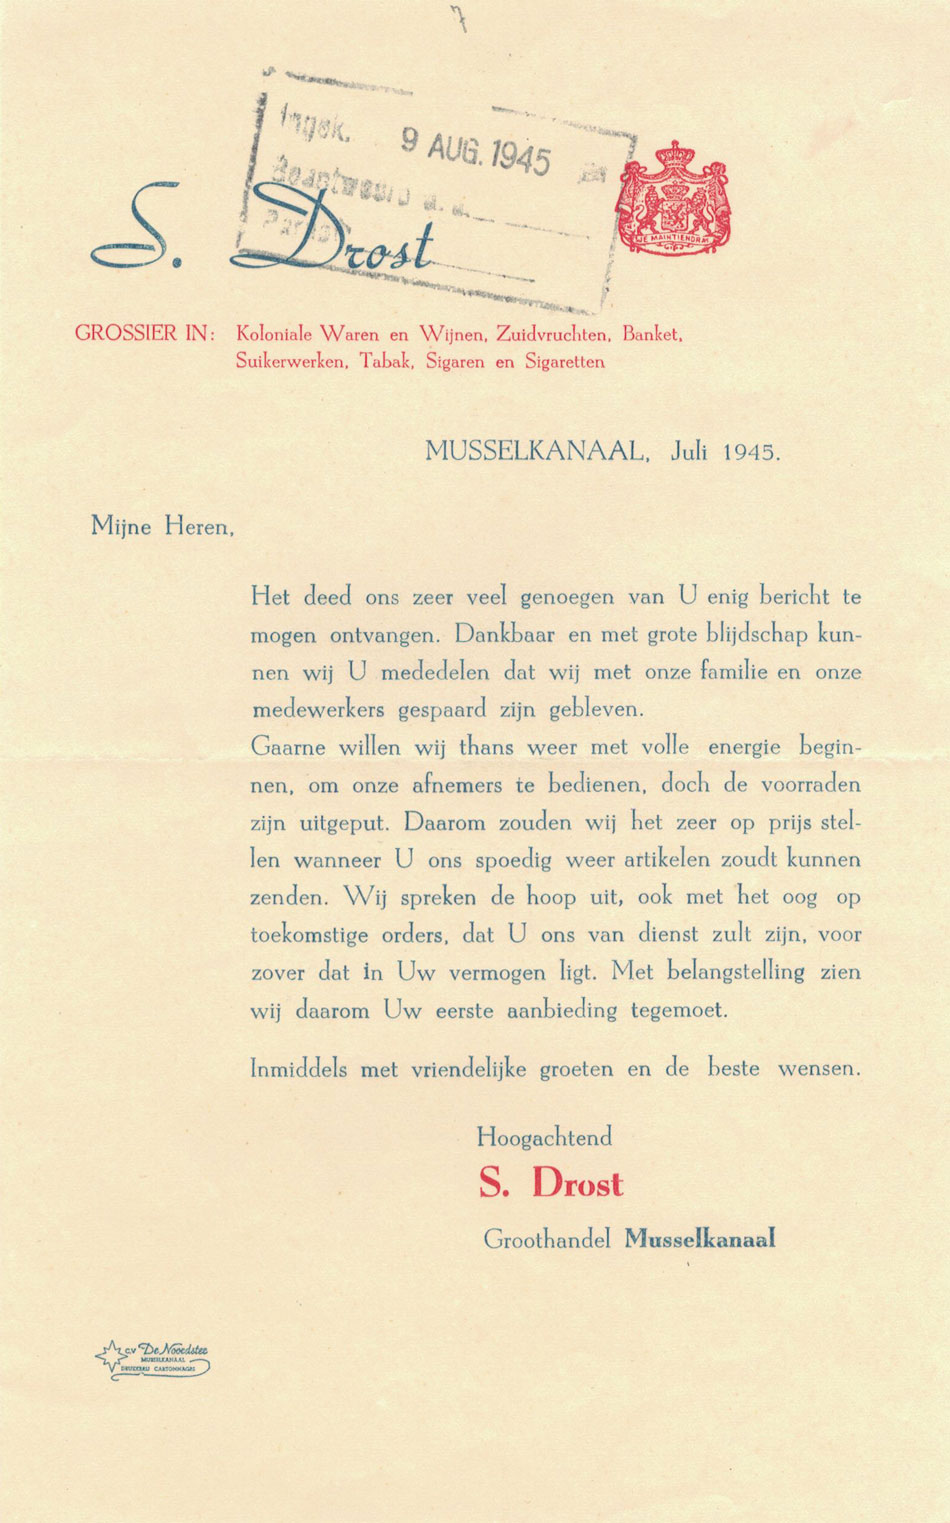 7
Ingek. 9 AUG. 1945
Beantwoord d.d.
S. Drost
JE MAINTIENDRAI
GROSSIER IN: Koloniale Waren en Wijnen, Zuidvruchten, Banket,
Suikerwerken, Tabak, Sigaren en Sigaretten
MUSSELKANAAL, Juli 1945.
Mijne Heren,
Het deed ons zeer veel genoegen van U enig bericht te
mogen ontvangen. Dankbaar en met grote blijdschap kun-
nen wij U mededelen dat wij met onze familie en onze
medewerkers gespaard zijn gebleven.
Gaarne willen wij thans weer met volle energie begin-
nen, om onze afnemers te bedienen, doch de voorraden
zijn uitgeput. Daarom zouden wij het zeer op prijs stel-
len wanneer U ons spoedig weer artikelen zoudt kunnen
zenden. Wij spreken de hoop uit, ook met het oog op
toekomstige orders, dat U ons van dienst zult zijn, voor
zover dat in Uw vermogen ligt. Met belangstelling zien
wij daarom Uw eerste aanbieding tegemoet.
Inmiddels met vriendelijke groeten en de beste wensen.
Hoogachtend
S. Drost
Groothandel Musselkanaal
C.V. De Noordster
MUSSELKANAAL
DRUKKERIJ CARTONNAGES